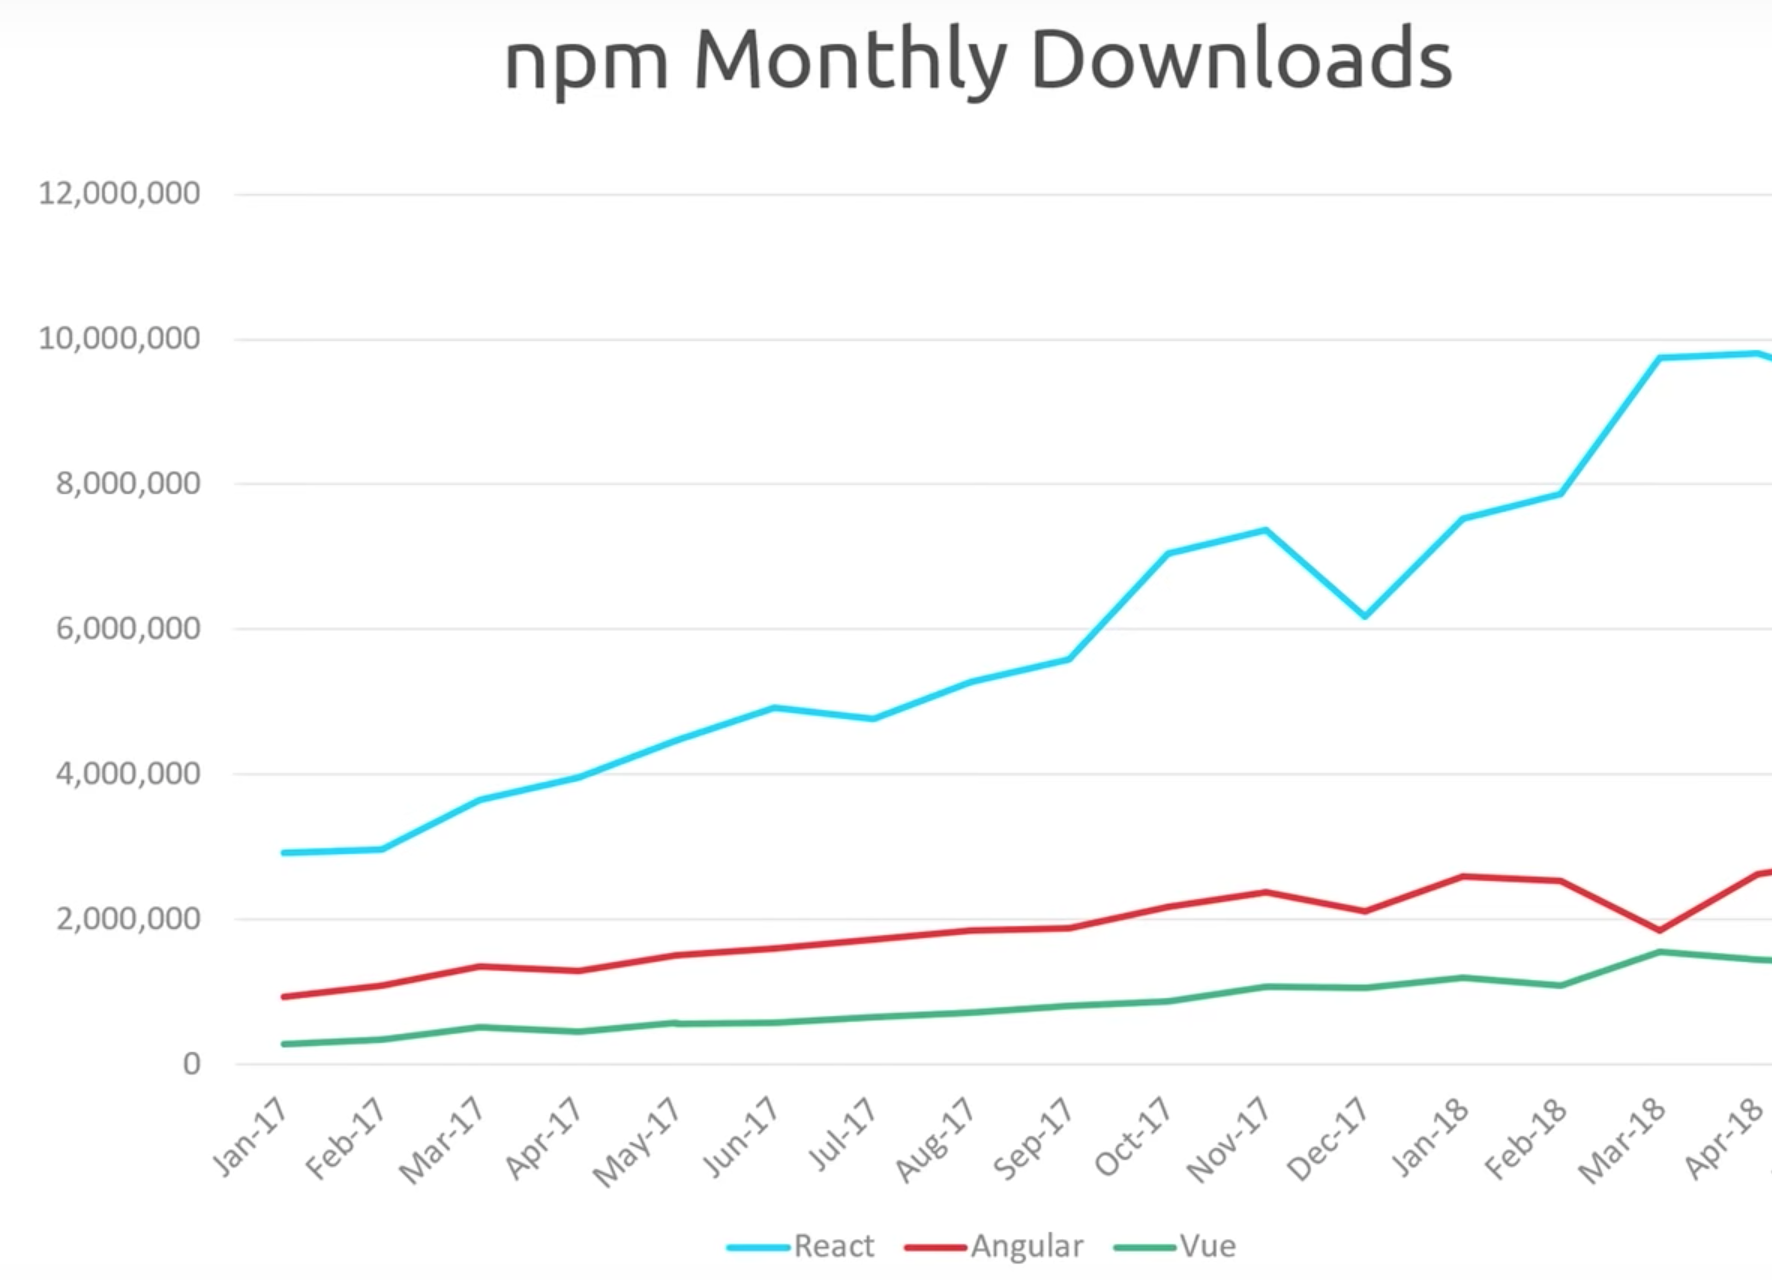 npm Monthly Downloads
12,000,000
10,000,000
8,000,000
6,000,000
4,000,000
2,000,000
0
Jan-17
Feb-17
Mar-17
Apr-17
May-17
Jun-17
Jul-17
Aug-17
Sep-17
Oct-17
Nov-17
Dec-17
Jan-18
Feb-18
Mar-18
Apr-18
React
Angular
Vue